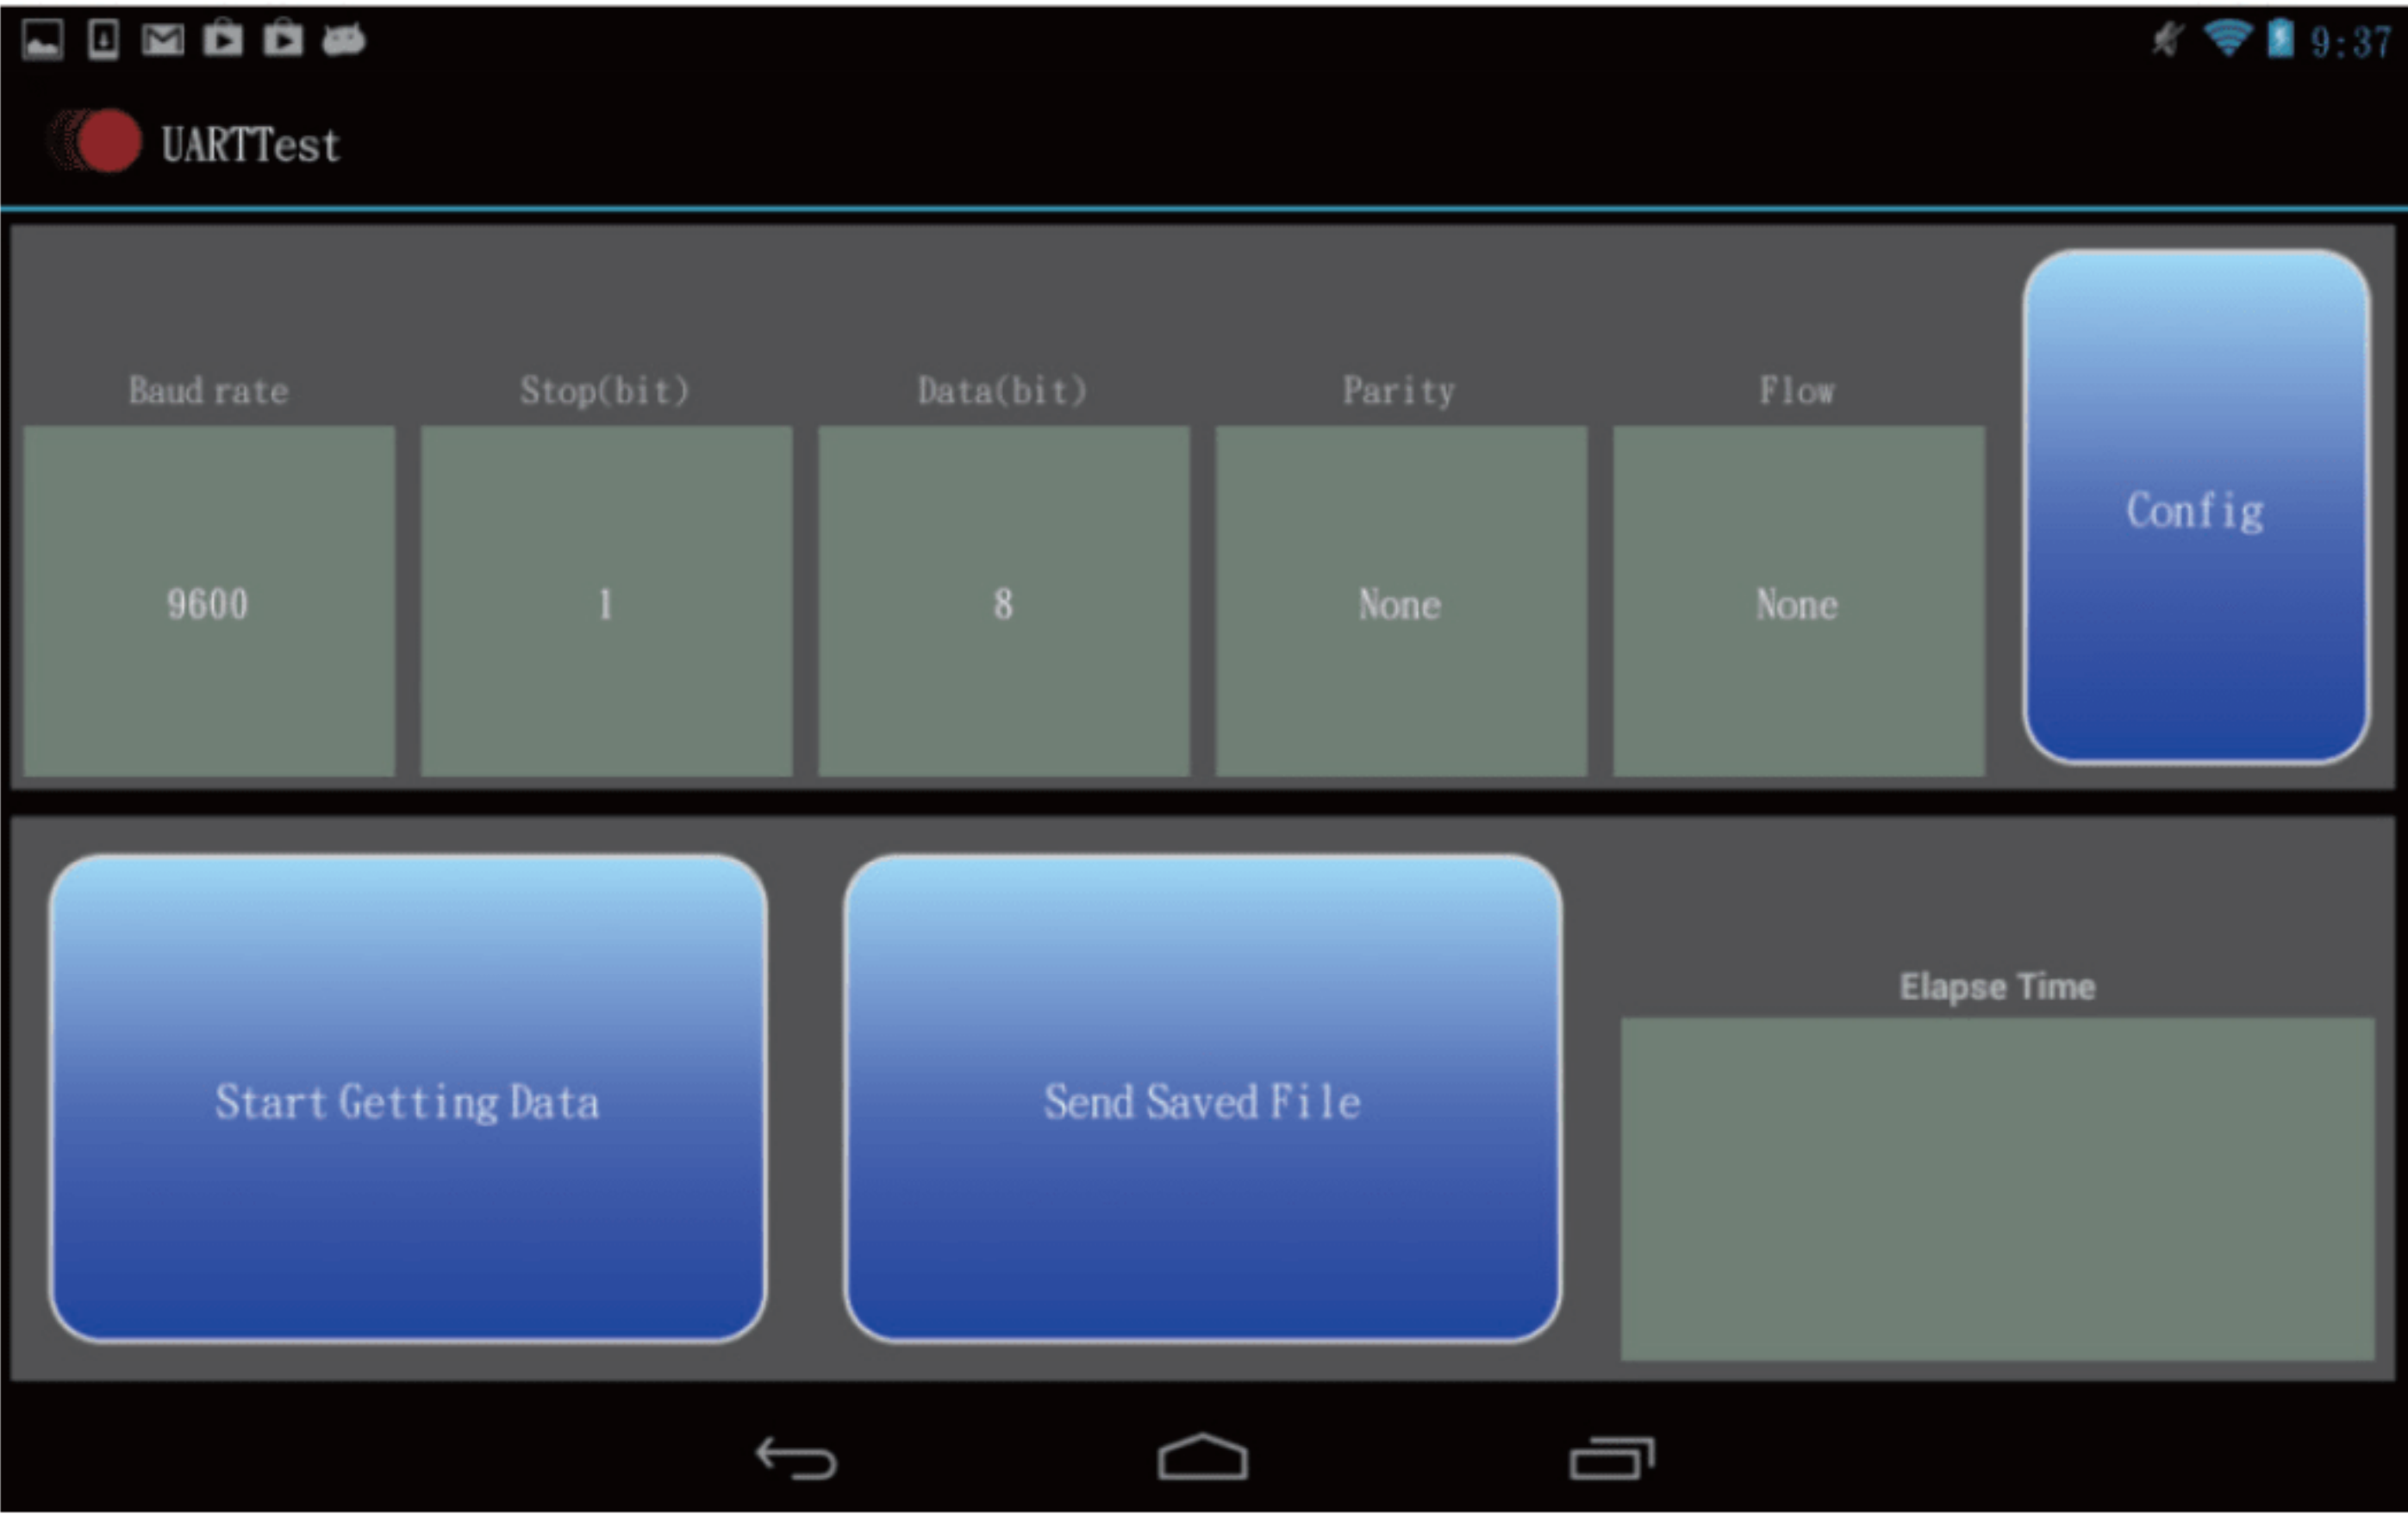 9:37
UARTTest
Baud rate Stop(bit) Data(bit) Parity Flow
Config
9600 1 8 None None
Elapse Time
Start Getting Data Send Saved File